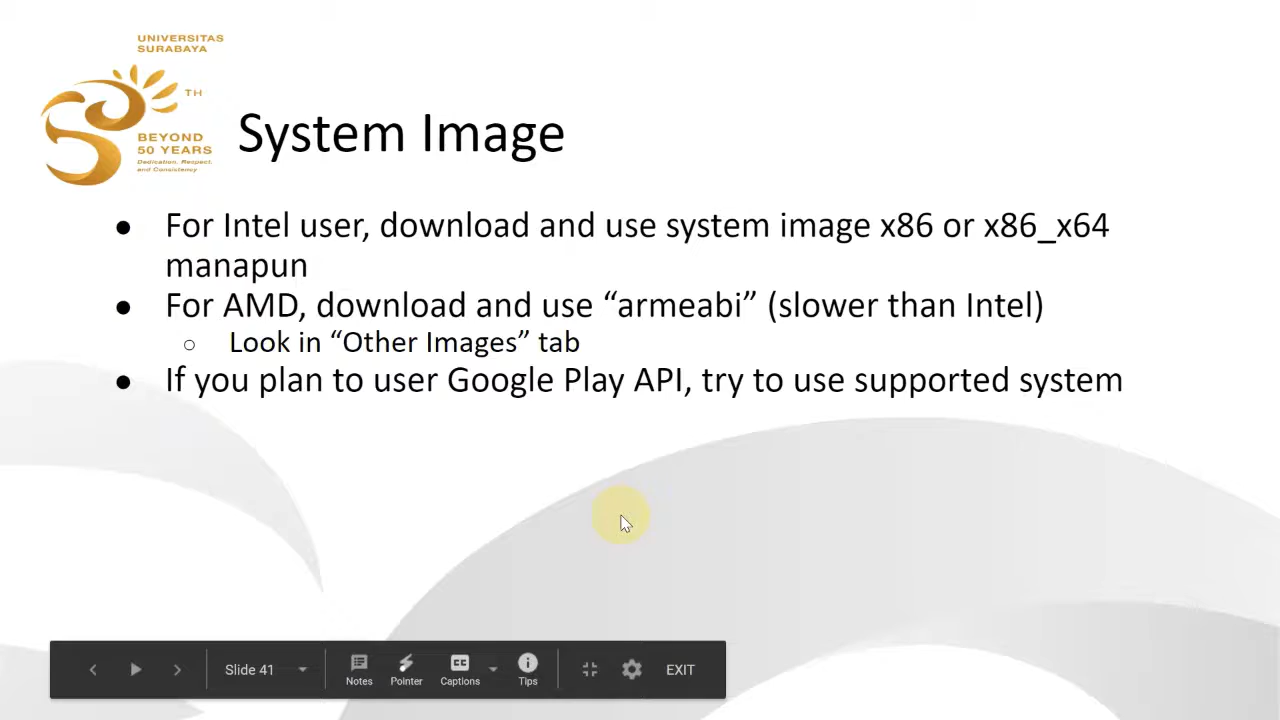 UNIVERSITAS
SURABAYA
TH
BEYOND
50 YEARS
Dedication, Respect,
and Consistency
System Image
● For Intel user, download and use system image x86 or x86_x64
manapun
● For AMD, download and use “armeabi” (slower than Intel)
○ Look in “Other Images” tab
● If you plan to user Google Play API, try to use supported system
Slide 41
Notes
Pointer
CC
Captions
Tips
EXIT